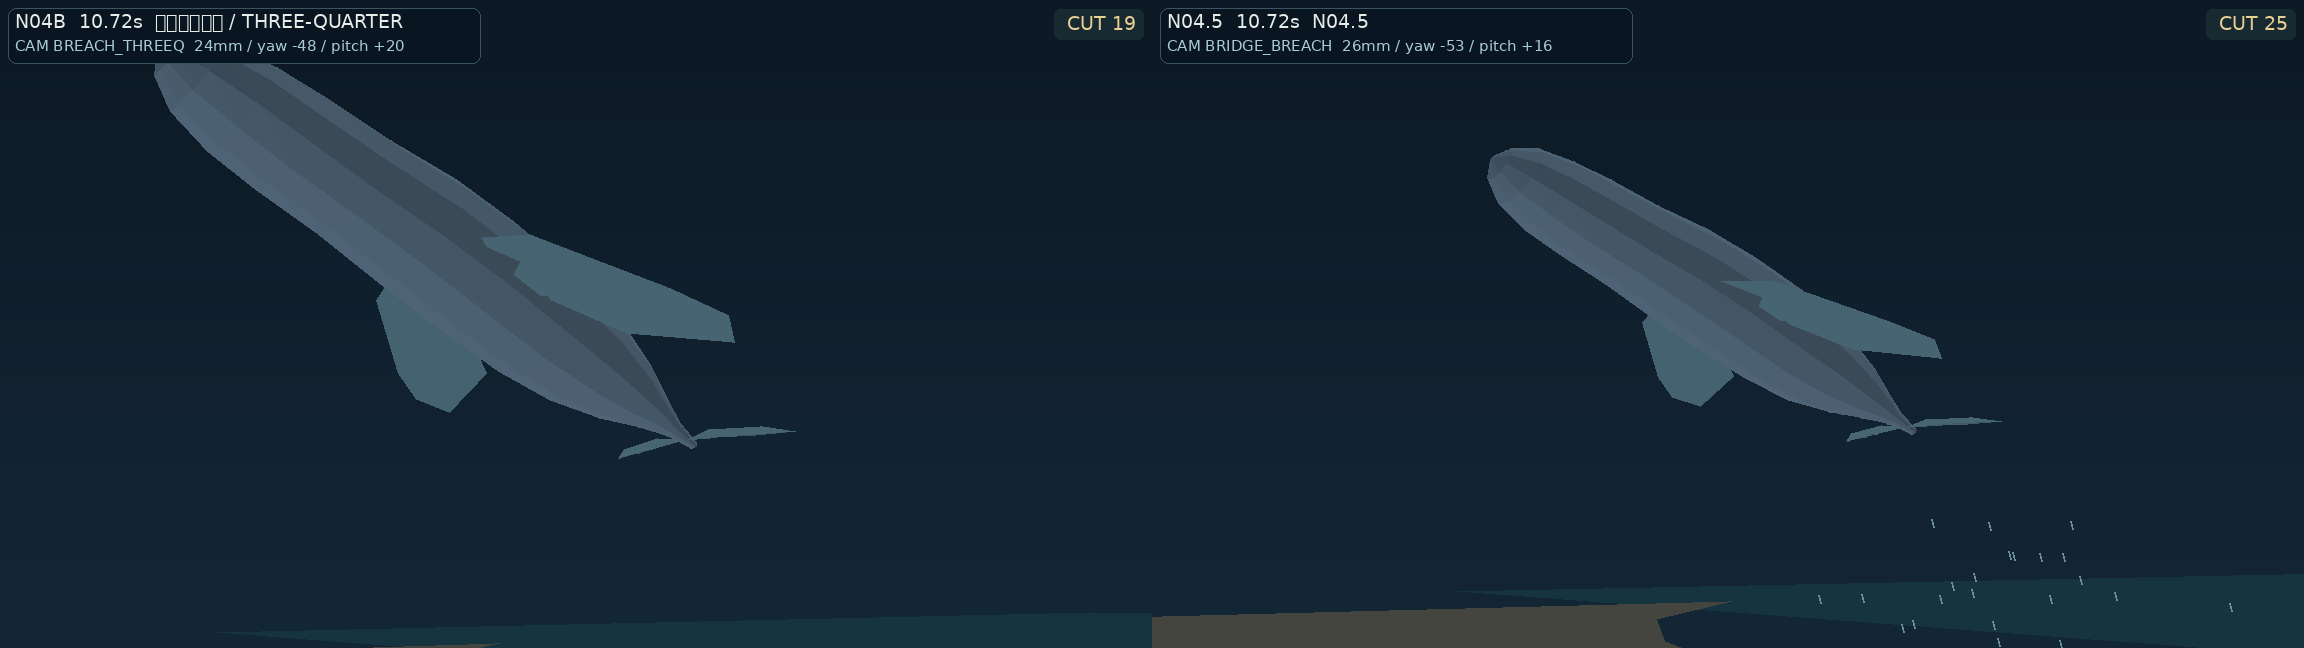 N04B 10.72s / THREE-QUARTER
CAM BREACH_THREEQ 24mm / yaw -48 / pitch +20
CUT 19
N04.5 10.72s N04.5
CAM BRIDGE_BREACH 26mm / yaw -53 / pitch +16
CUT 25